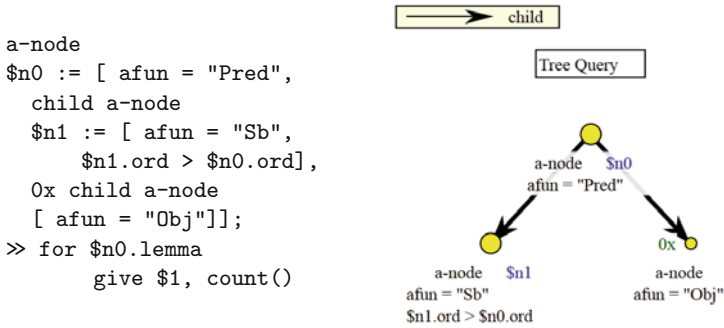 a-node
$n0 := [ afun = "Pred",
child a-node
$n1 := [ afun = "Sb",
$n1.ord > $n0.ord],
0x child a-node
[ afun = "Obj"]];
≫ for $n0.lemma
give $1, count()
child
Tree Query
a-node $n0
afun = "Pred"
0x
a-node $n1
afun = "Sb"
$n1.ord > $n0.ord
a-node
afun = "Obj"